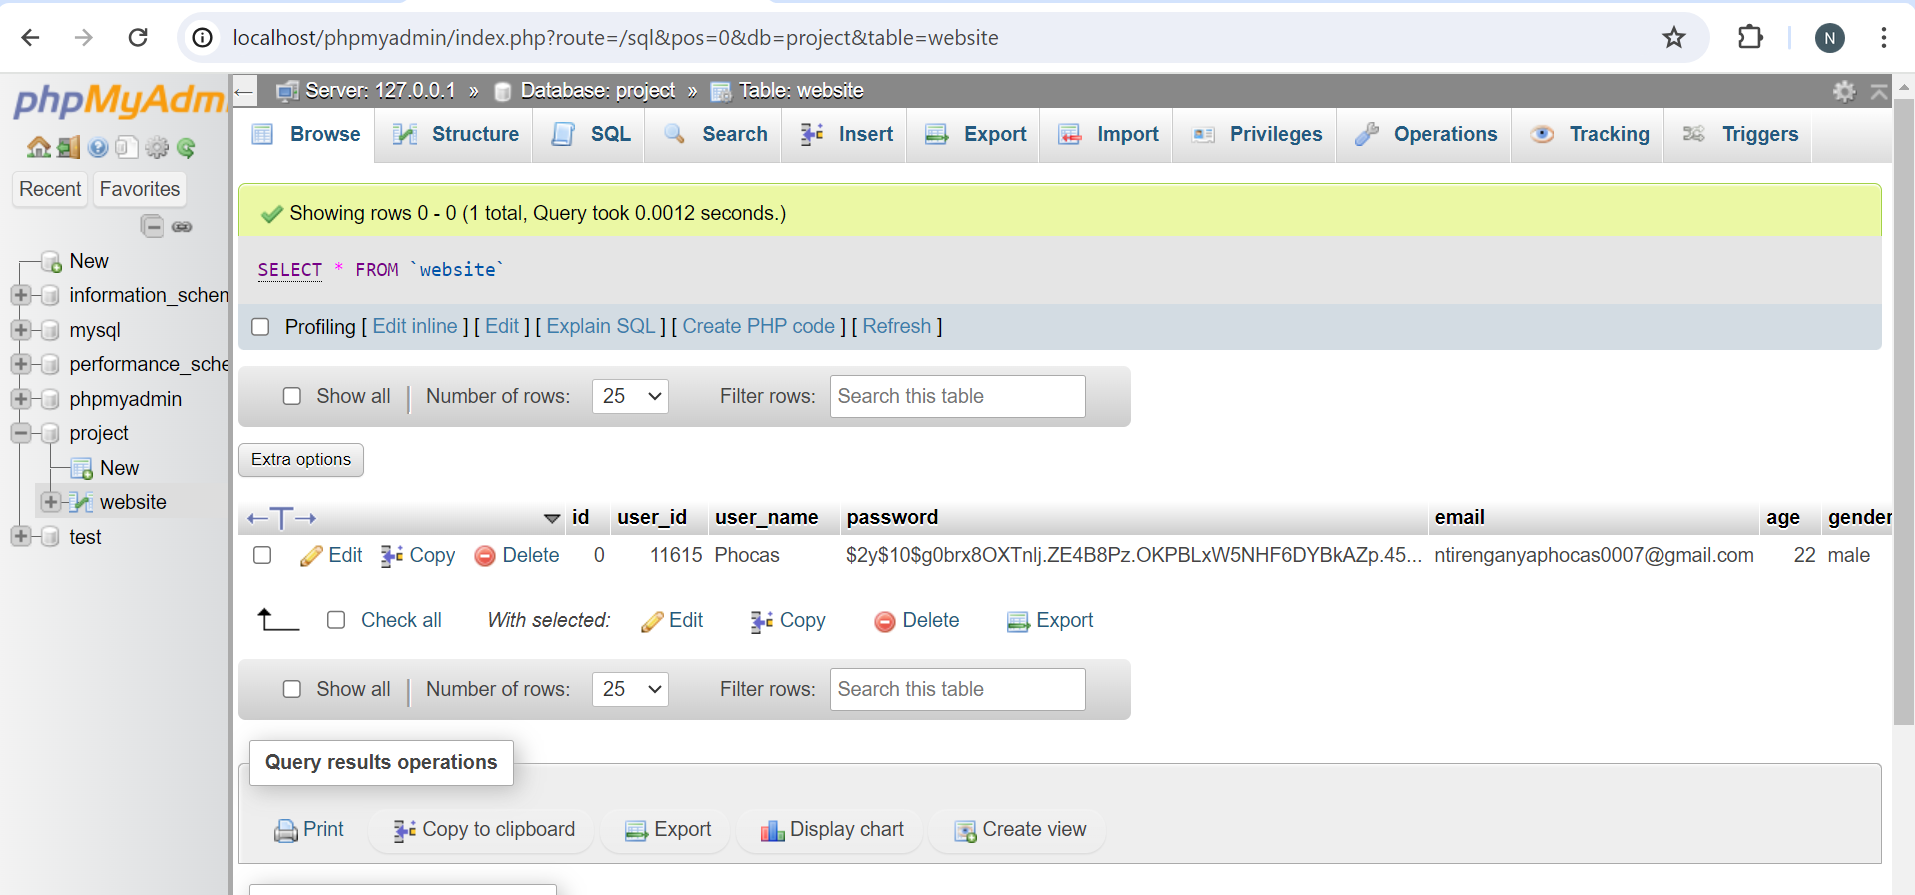 localhost/phpmyadmin/index.php?route=/sql&pos=0&db=project&table=website
N
phpMyAdm
Recent
Favorites
New
information_schem
mysql
performance_sche
phpmyadmin
project
New
website
test
Server: 127.0.0.1 » Database: project » Table: website
Browse
Structure
SQL
Search
Insert
Export
Import
Privileges
Operations
Tracking
Triggers
Showing rows 0 - 0 (1 total, Query took 0.0012 seconds.)
SELECT * FROM `website`
Profiling [ Edit inline ] [ Edit ] [ Explain SQL ] [ Create PHP code ] [ Refresh ]
Show all | Number of rows: 25 Filter rows: Search this table
Extra options
←T→ id user_id user_name password email age gender
Edit Copy Delete 0 11615 Phocas $2y$10$g0brx8OXTnlj.ZE4B8Pz.OKPBLxW5NHF6DYBkAZp.45... ntirenganyaphocas0007@gmail.com 22 male
Check all With selected: Edit Copy Delete Export
Show all | Number of rows: 25 Filter rows: Search this table
Query results operations
Print Copy to clipboard Export Display chart Create view